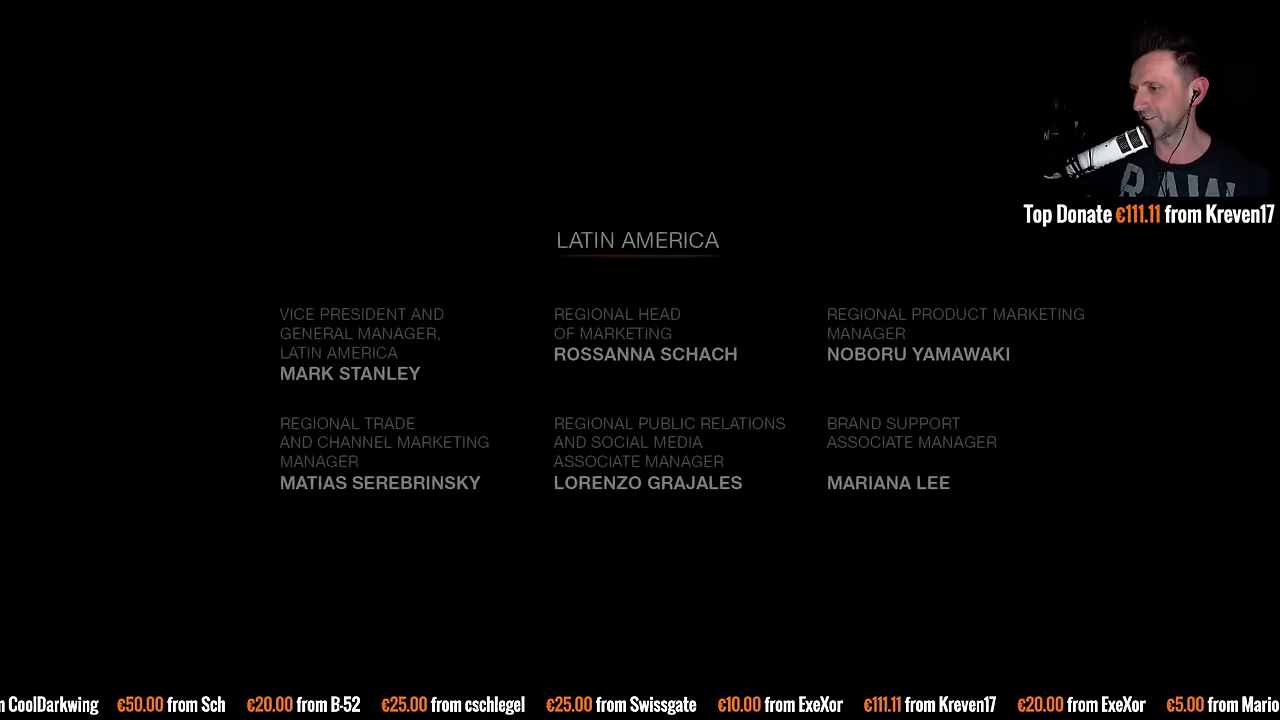 RAW
Top Donate €111.11 from Kreven17
LATIN AMERICA
VICE PRESIDENT AND
GENERAL MANAGER,
LATIN AMERICA
MARK STANLEY
REGIONAL HEAD
OF MARKETING
ROSSANNA SCHACH
REGIONAL PRODUCT MARKETING
MANAGER
NOBORU YAMAWAKI
REGIONAL TRADE
AND CHANNEL MARKETING
MANAGER
MATIAS SEREBRINSKY
REGIONAL PUBLIC RELATIONS
AND SOCIAL MEDIA
ASSOCIATE MANAGER
LORENZO GRAJALES
BRAND SUPPORT
ASSOCIATE MANAGER
MARIANA LEE
CoolDarkwing €50.00 from Sch €20.00 from B-52 €25.00 from cschlegel €25.00 from Swissgate €10.00 from ExeXor €111.11 from Kreven17 €20.00 from ExeXor €5.00 from Mario